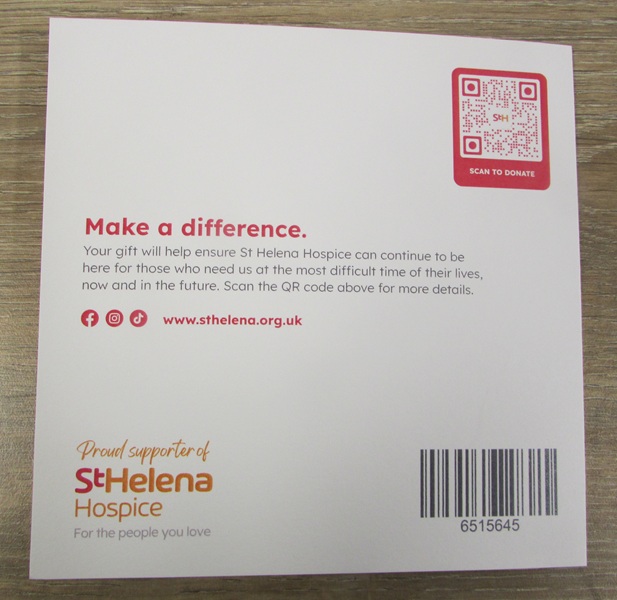 StH
SCAN TO DONATE
Make a difference.
Your gift will help ensure St Helena Hospice can continue to be
here for those who need us at the most difficult time of their lives,
now and in the future. Scan the QR code above for more details.
www.sthelena.org.uk
Proud supporter of
StHelena
Hospice
For the people you love
6515645